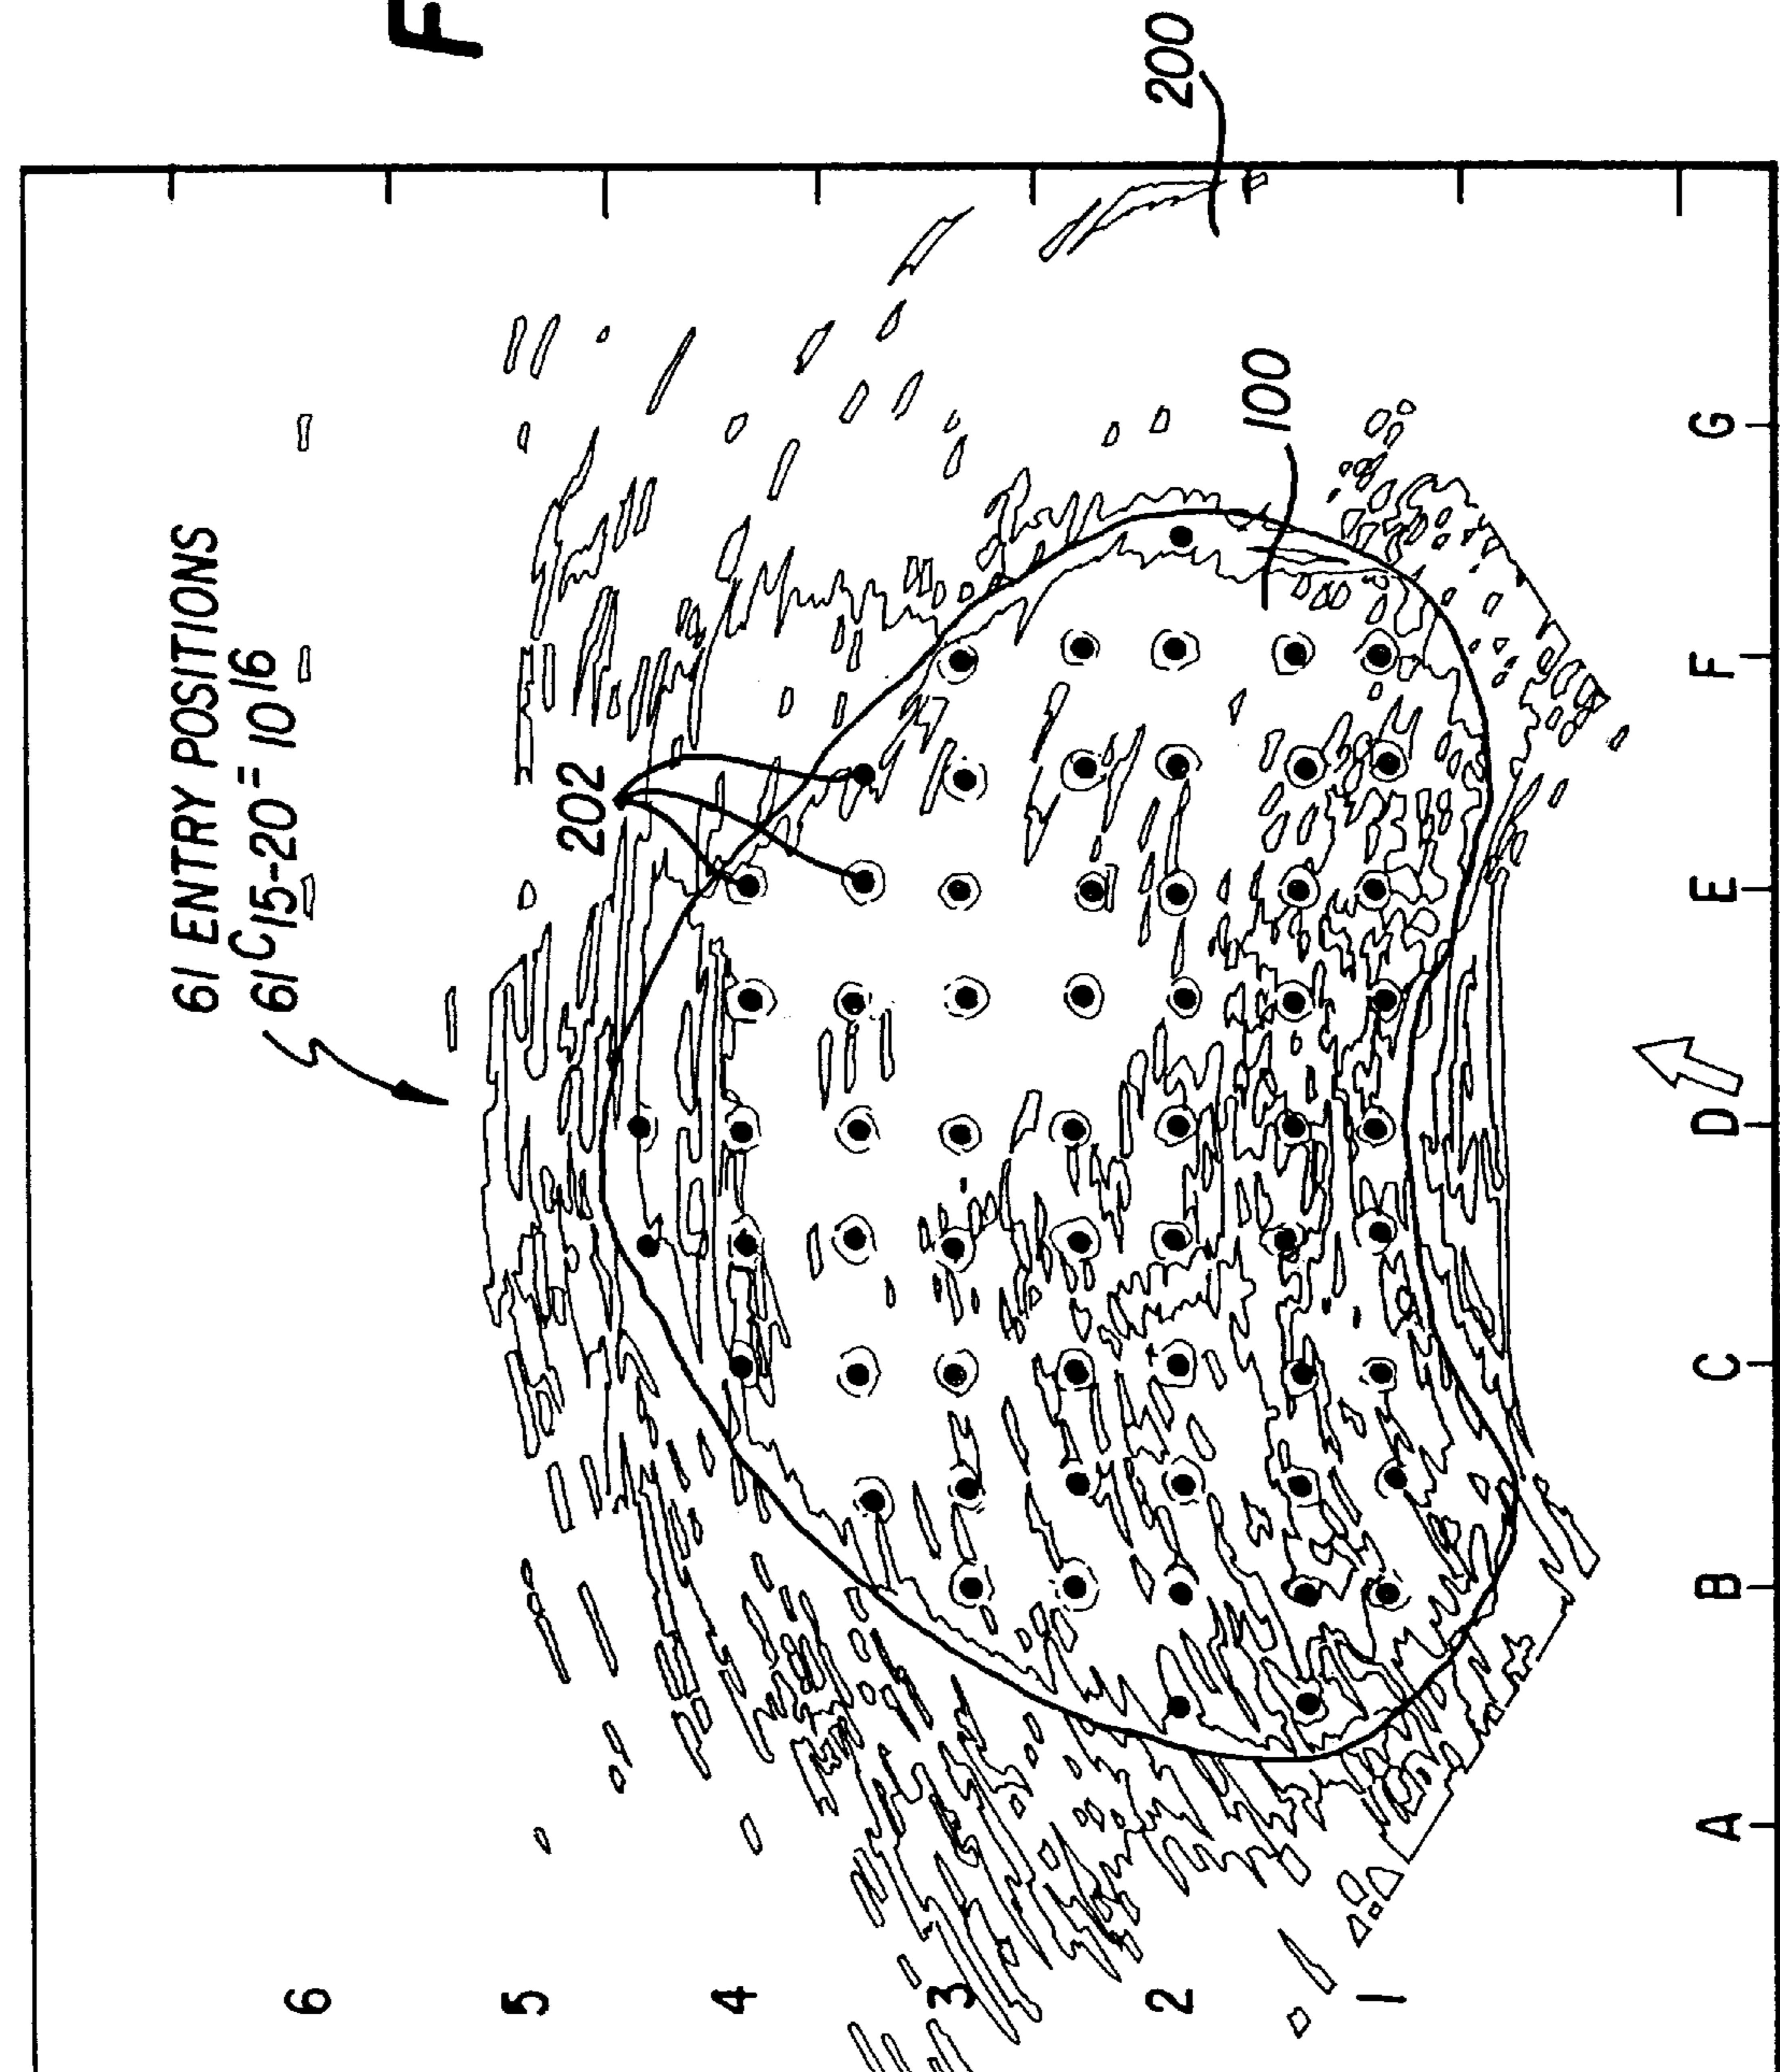 F
61 ENTRY POSITIONS
61C15-20 = 10 16
202
200
100
6
5
4
3
2
1
A
B
C
D
E
F
G